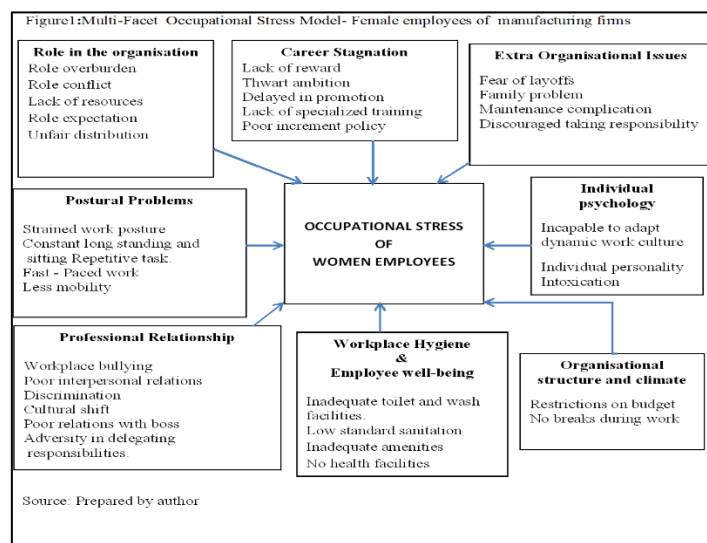 Figure1:Multi-Facet Occupational Stress Model- Female employees of manufacturing firms
Role in the organisation
Role overburden
Role conflict
Lack of resources
Role expectation
Unfair distribution
Career Stagnation
Lack of reward
Thwart ambition
Delayed in promotion
Lack of specialized training
Poor increment policy
Extra Organisational Issues
Fear of layoffs
Family problem
Maintenance complication
Discouraged taking responsibility
Postural Problems
Strained work posture
Constant long standing and
sitting Repetitive task.
Fast - Paced work
Less mobility
OCCUPATIONAL STRESS
OF
WOMEN EMPLOYEES
Individual
psychology
Incapable to adapt
dynamic work culture
Individual personality
Intoxication
Professional Relationship
Workplace bullying
Poor interpersonal relations
Discrimination
Cultural shift
Poor relations with boss
Adversity in delegating
responsibilities.
Workplace Hygiene
&
Employee well-being
Inadequate toilet and wash
facilities.
Low standard sanitation
Inadequate amenities
No health facilities
Organisational
structure and climate
Restrictions on budget
No breaks during work
Source: Prepared by author